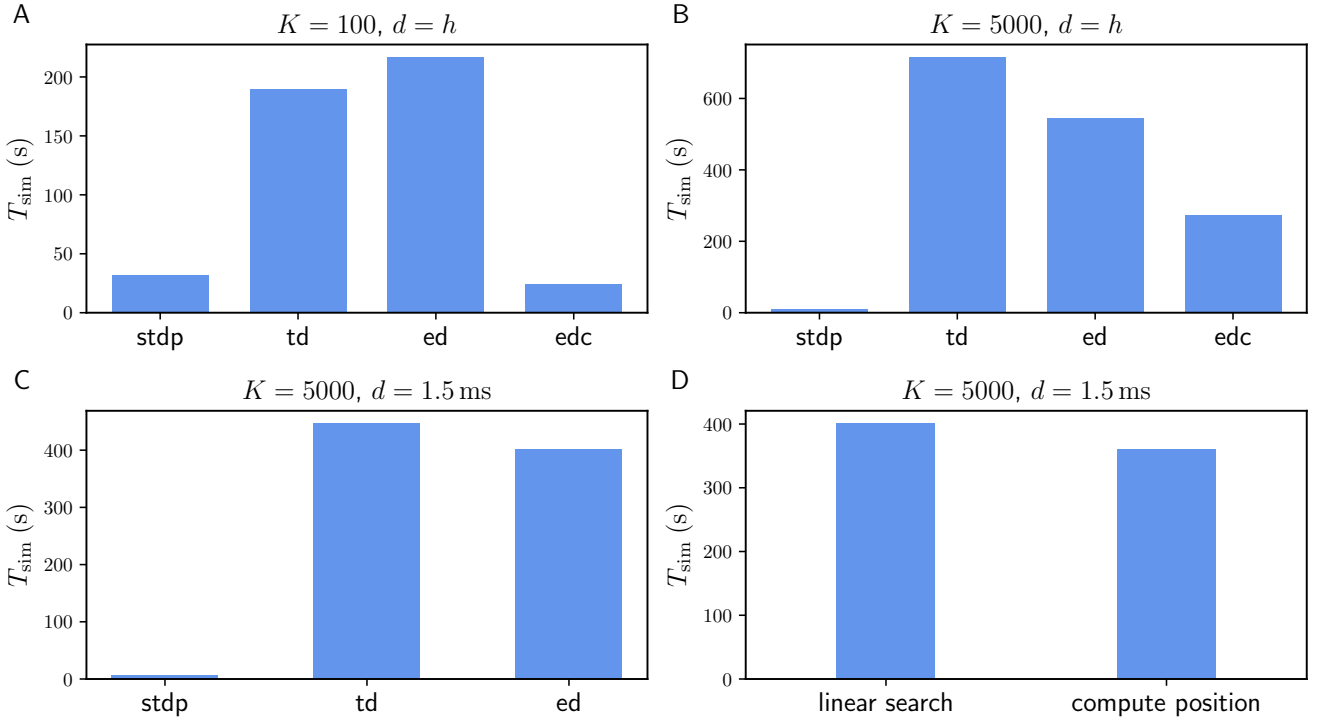 A
K = 100, d = h
T_sim (s)
200
150
100
50
0
stdp td ed edc
B
K = 5000, d = h
T_sim (s)
600
400
200
0
stdp td ed edc
C
K = 5000, d = 1.5 ms
T_sim (s)
400
300
200
100
0
stdp td ed
D
K = 5000, d = 1.5 ms
T_sim (s)
400
300
200
100
0
linear search compute position